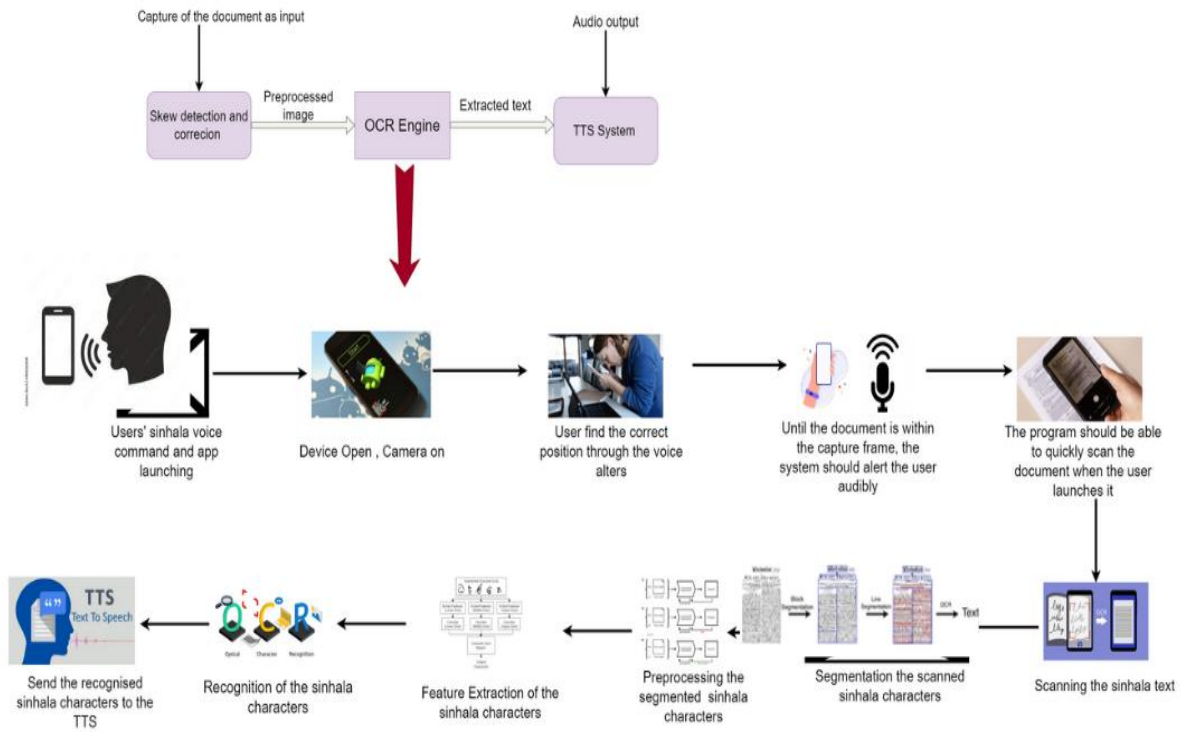 Capture of the document as input
Audio output
Skew detection and
correcion
Preprocessed
image
OCR Engine
Extracted text
TTS System
Users' sinhala voice
command and app
launching
Device Open , Camera on
User find the correct
position through the voice
alters
Until the document is within
the capture frame, the
system should alert the user
audibly
The program should be able
to quickly scan the
document when the user
launches it
TTS
Text To Speech
Send the recognised
sinhala characters to the
TTS
OCR
Optical Character Recognition
Recognition of the sinhala
characters
Feature Extraction of the
sinhala characters
Preprocessing the
segmented sinhala
characters
Block
Segmentation
Line
Segmentation
OCR
Text
Segmentation the scanned
sinhala characters
OCR
Scanning the sinhala text